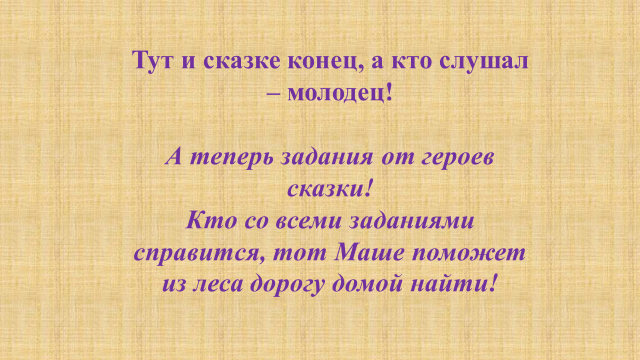 Тут и сказке конец, а кто слушал
– молодец!
А теперь задания от героев
сказки!
Кто со всеми заданиями
справится, тот Маше поможет
из леса дорогу домой найти!